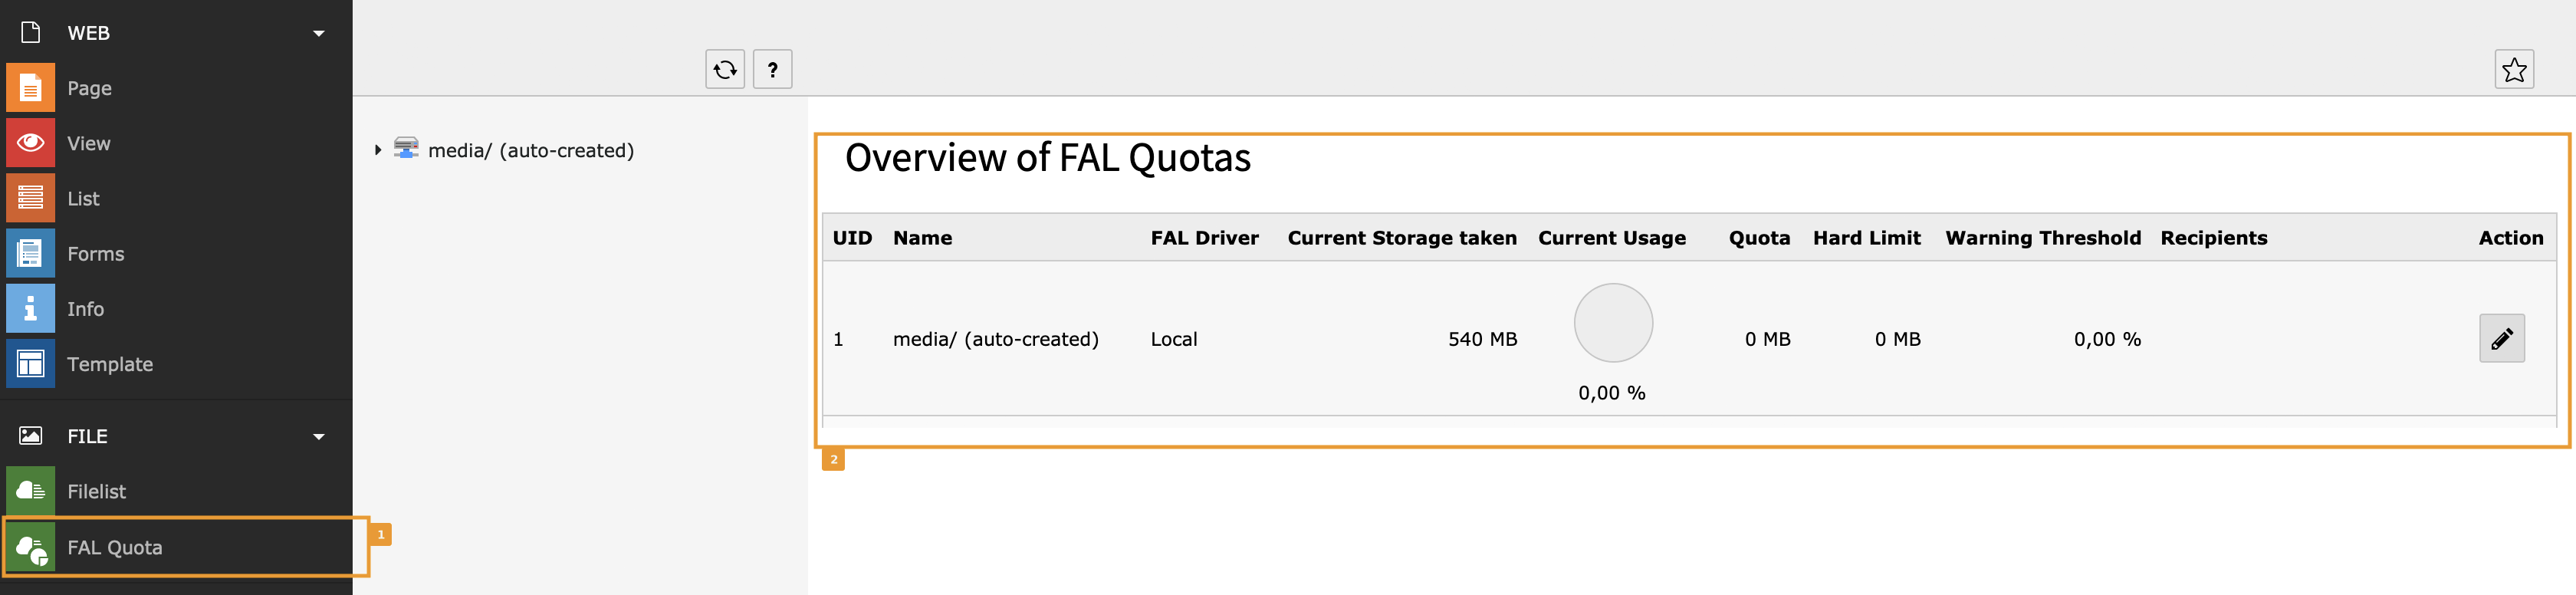 WEB
Page
View
List
Forms
Info
Template
FILE
Filelist
FAL Quota
1
?
media/ (auto-created)
Overview of FAL Quotas
UID Name FAL Driver Current Storage taken Current Usage Quota Hard Limit Warning Threshold Recipients Action
1 media/ (auto-created) Local 540 MB 0 MB 0 MB 0,00 %
0,00 %
2